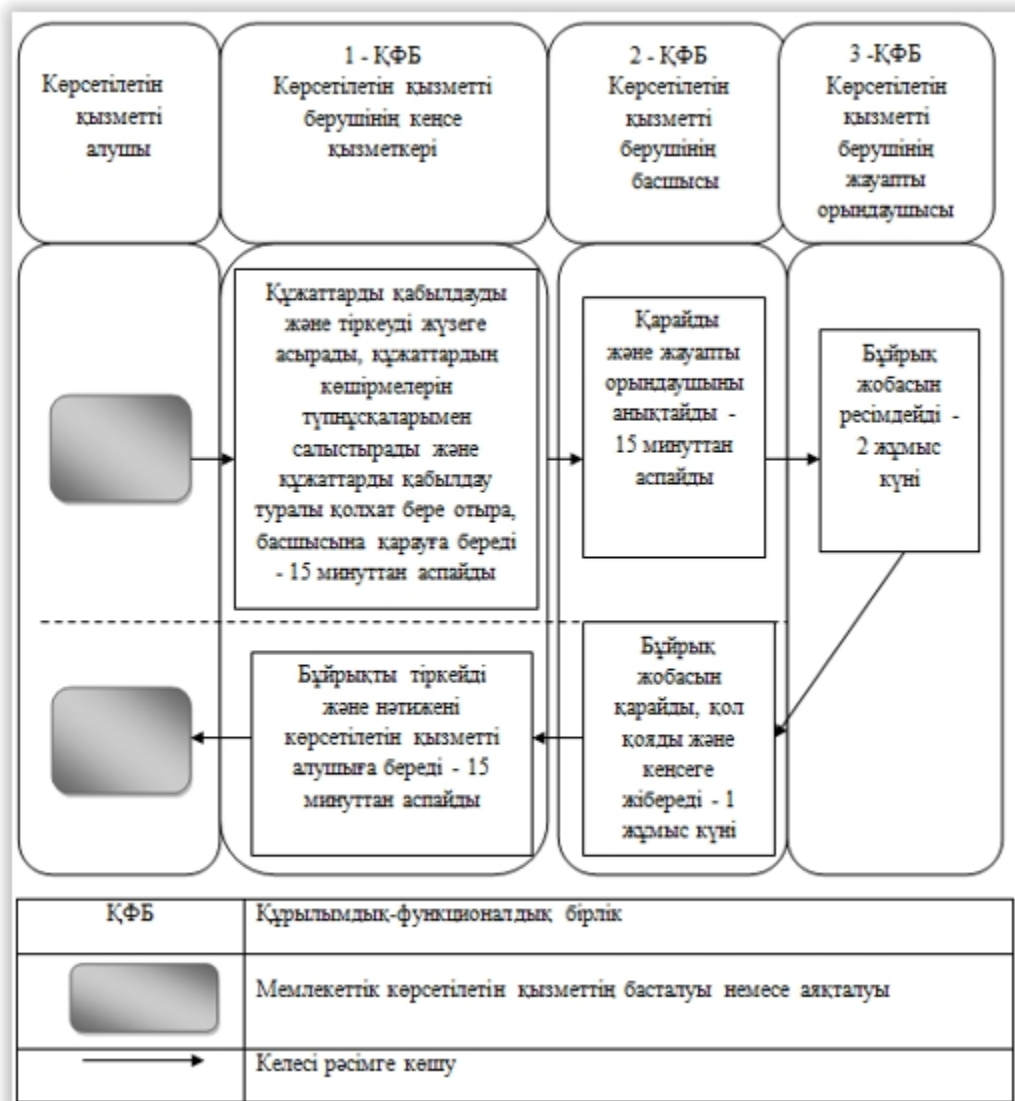 Көрсетілетін
қызметті
алушы
1 - ҚФБ
Көрсетілетін қызметті
берушінің кеңсе
қызметкері
2 - ҚФБ
Көрсетілетін
қызметті
берушінің
басшысы
3 -ҚФБ
Көрсетілетін
қызметті
берушінің
жауапты
орындаушысы
Құжаттарды қабылдауды
және тіркеуді жүзеге
асырады, құжаттардың
көшірмелерін
түпнұсқаларымен
салыстырады және
құжаттарды қабылдау
туралы қолхат бере отыра,
басшысына қарауға береді
- 15 минуттан аспайды
Қарайды
және жауапты
орындаушыны
анықтайды -
15 минуттан
аспайды
Бұйрық
жобасын
ресімдейді -
2 жұмыс
күні
Бұйрықты тіркейді
және нәтижені
көрсетілетін қызметті
алушыға береді - 15
минуттан аспайды
Бұйрық
жобасын
қарайды, қол
қояды және
кеңсеге
жібереді - 1
жұмыс күні
ҚФБ
Құрылымдық-функционалдық бірлік
Мемлекеттік көрсетілетін қызметтің басталуы немесе аяқталуы
Келесі рәсімге көшу